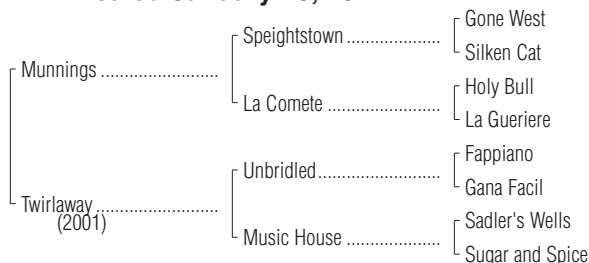 Gone West
Speightstown
Silken Cat
Munnings
Holy Bull
La Comete
La Gueriere
Fappiano
Unbridled
Gana Facil
Twirlaway
(2001)
Sadler's Wells
Music House
Sugar and Spice